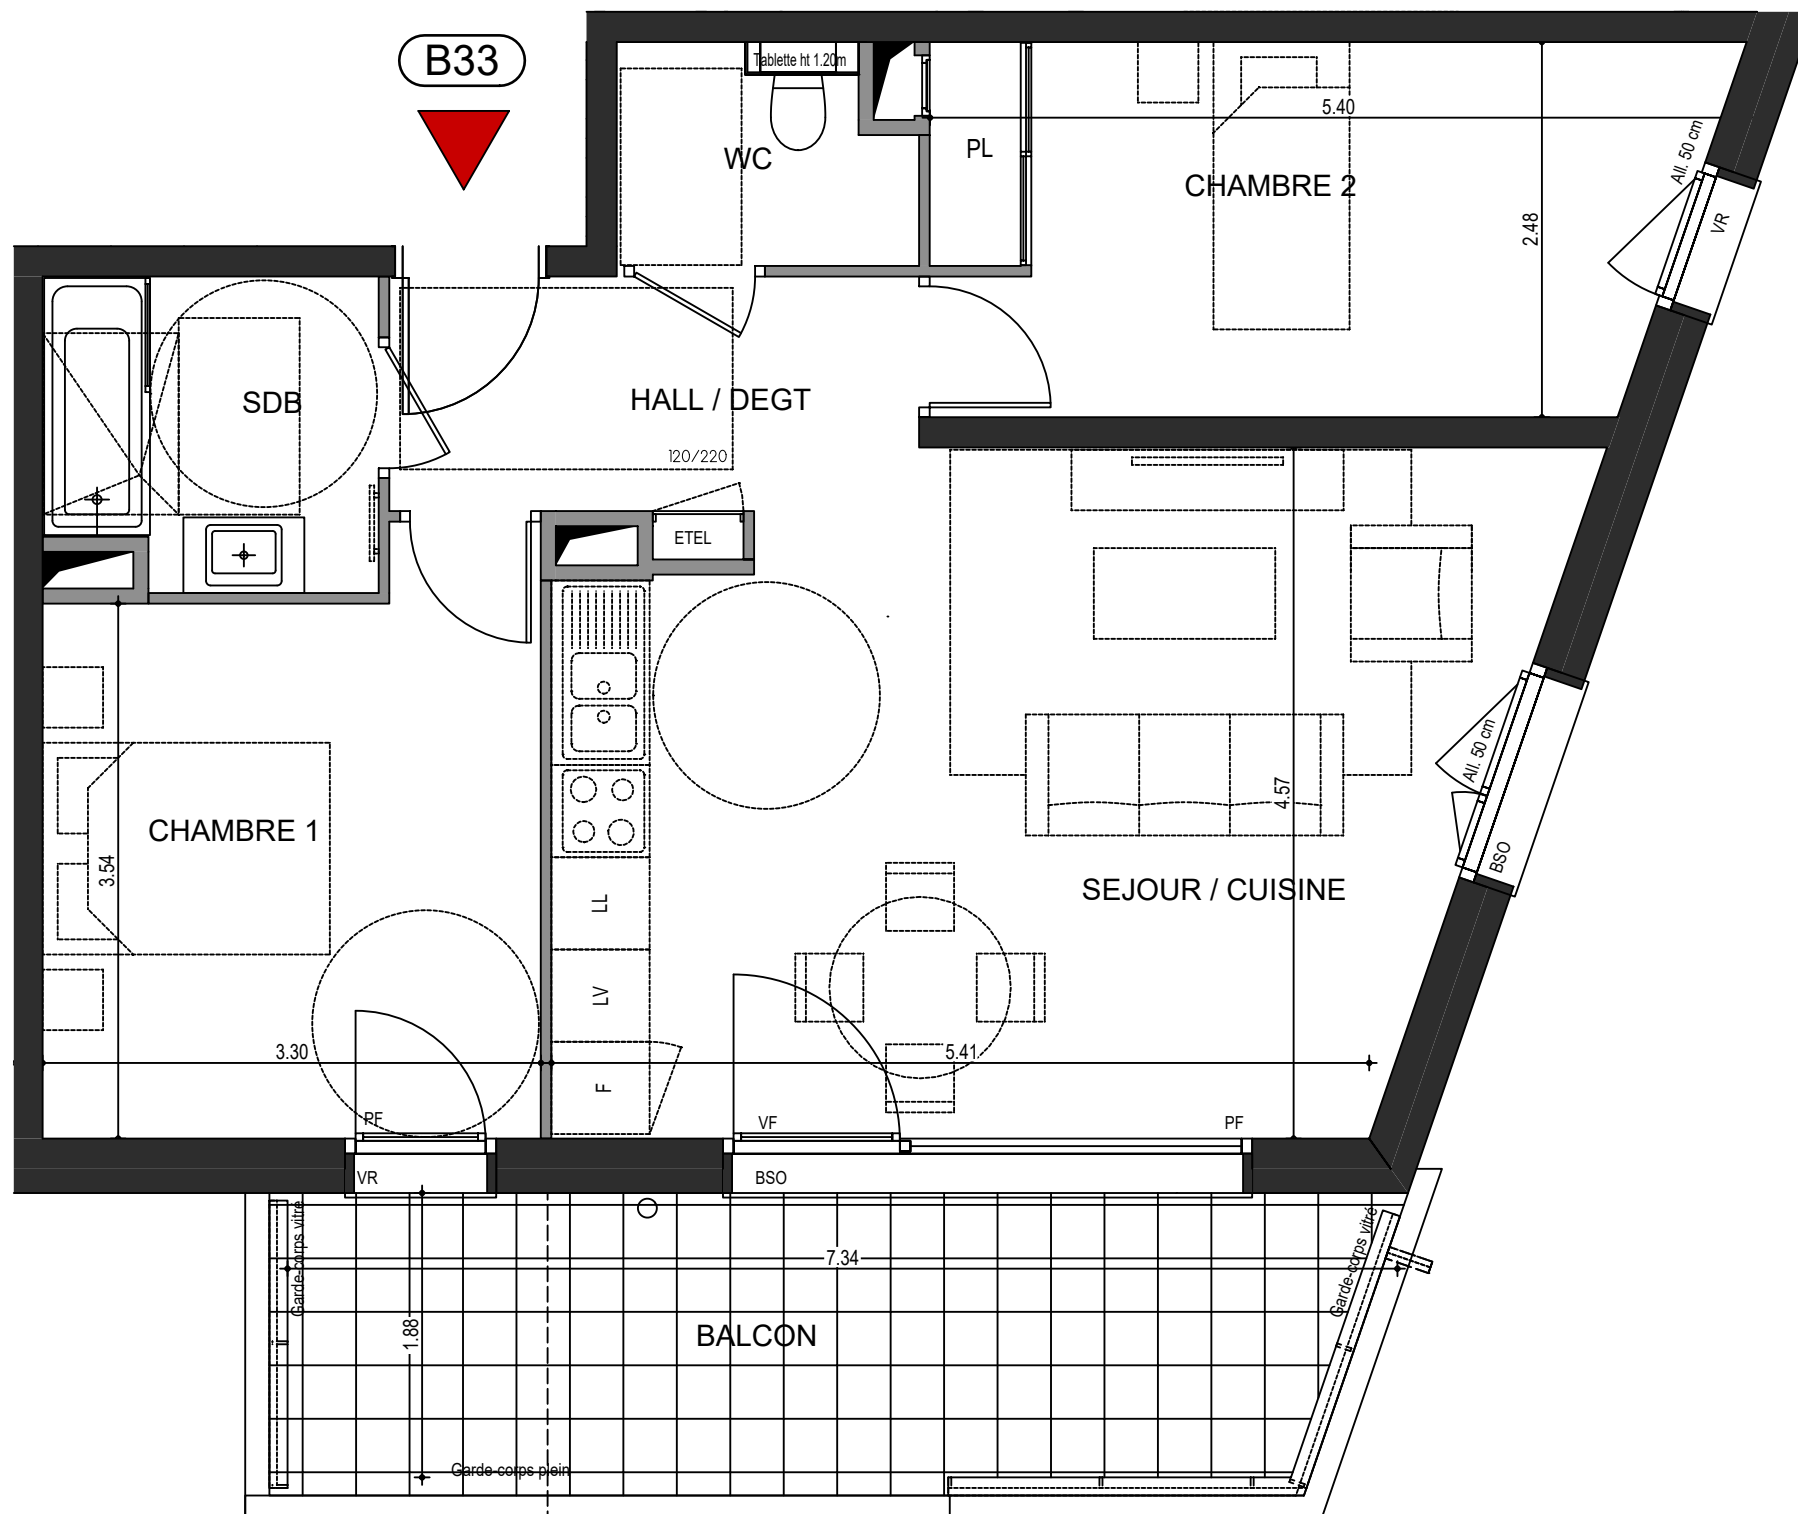 B33
Tablette ht 1.20m
WC
PL
5.40
CHAMBRE 2
2.48
All. 50 cm
VR
SDB
HALL / DEGT
120/220
ETEL
CHAMBRE 1
3.54
4.57
All. 50 cm
BSO
SEJOUR / CUISINE
LL
LV
F
3.30
5.41
PF
VF
PF
VR
BSO
Garde-corps vitré
Garde-corps vitré
7.34
1.88
BALCON
Garde-corps plein